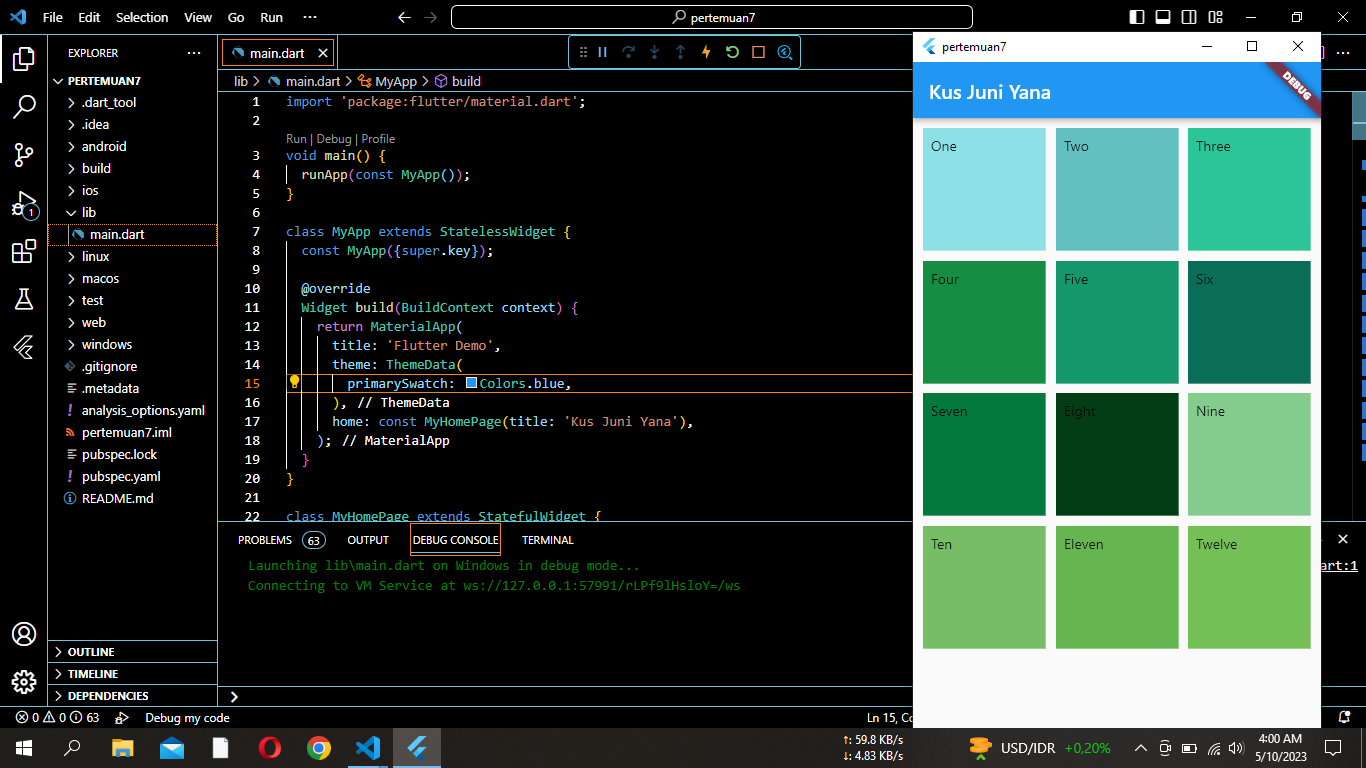 File Edit Selection View Go Run ··· pertemuan7
EXPLORER ···
PERTEMUAN7
.dart_tool
.idea
android
build
ios
lib
main.dart
linux
macos
test
web
windows
.gitignore
.metadata
analysis_options.yaml
pertemuan7.iml
pubspec.lock
pubspec.yaml
README.md
OUTLINE
TIMELINE
DEPENDENCIES
1
main.dart
lib > main.dart > MyApp > build
1 import 'package:flutter/material.dart';
2
Run | Debug | Profile
3 void main() {
4 runApp(const MyApp());
5 }
6
7 class MyApp extends StatelessWidget {
8 const MyApp({super.key});
9
10 @override
11 Widget build(BuildContext context) {
12 return MaterialApp(
13 title: 'Flutter Demo',
14 theme: ThemeData(
15 primarySwatch: Colors.blue,
16 ), // ThemeData
17 home: const MyHomePage(title: 'Kus Juni Yana'),
18 ); // MaterialApp
19 }
20 }
21
22 class MyHomePage extends StatefulWidget {
PROBLEMS 63 OUTPUT DEBUG CONSOLE TERMINAL
Launching lib\main.dart on Windows in debug mode...
Connecting to VM Service at ws://127.0.0.1:57991/rLPf9lHsloY=/ws
art:1
pertemuan7
Kus Juni Yana
DEBUG
One Two Three
Four Five Six
Seven Eight Nine
Ten Eleven Twelve
0 0 63 Debug my code Ln 15, Co
↑: 59.8 KB/s
↓: 4.83 KB/s
USD/IDR +0,20%
4:00 AM
5/10/2023